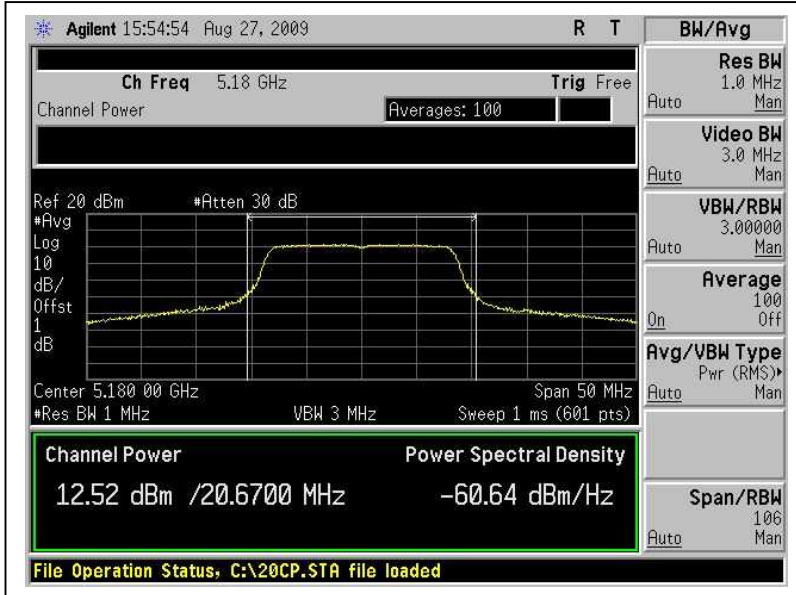 Agilent 15:54:54 Aug 27, 2009 R T
BW/Avg
Ch Freq 5.18 GHz Trig Free
Channel Power Averages: 100
Ref 20 dBm #Atten 30 dB
#Avg
Log
10
dB/
Offst
1
dB
Center 5.180 00 GHz Span 50 MHz
#Res BW 1 MHz VBW 3 MHz Sweep 1 ms (601 pts)
Channel Power Power Spectral Density
12.52 dBm /20.6700 MHz -60.64 dBm/Hz
File Operation Status, C:\20CP.STA file loaded
Res BW
1.0 MHz
Auto Man
Video BW
3.0 MHz
Auto Man
VBW/RBW
3.00000
Auto Man
Average
100
On Off
Avg/VBW Type
Pwr (RMS)▸
Auto Man
Span/RBW
106
Auto Man